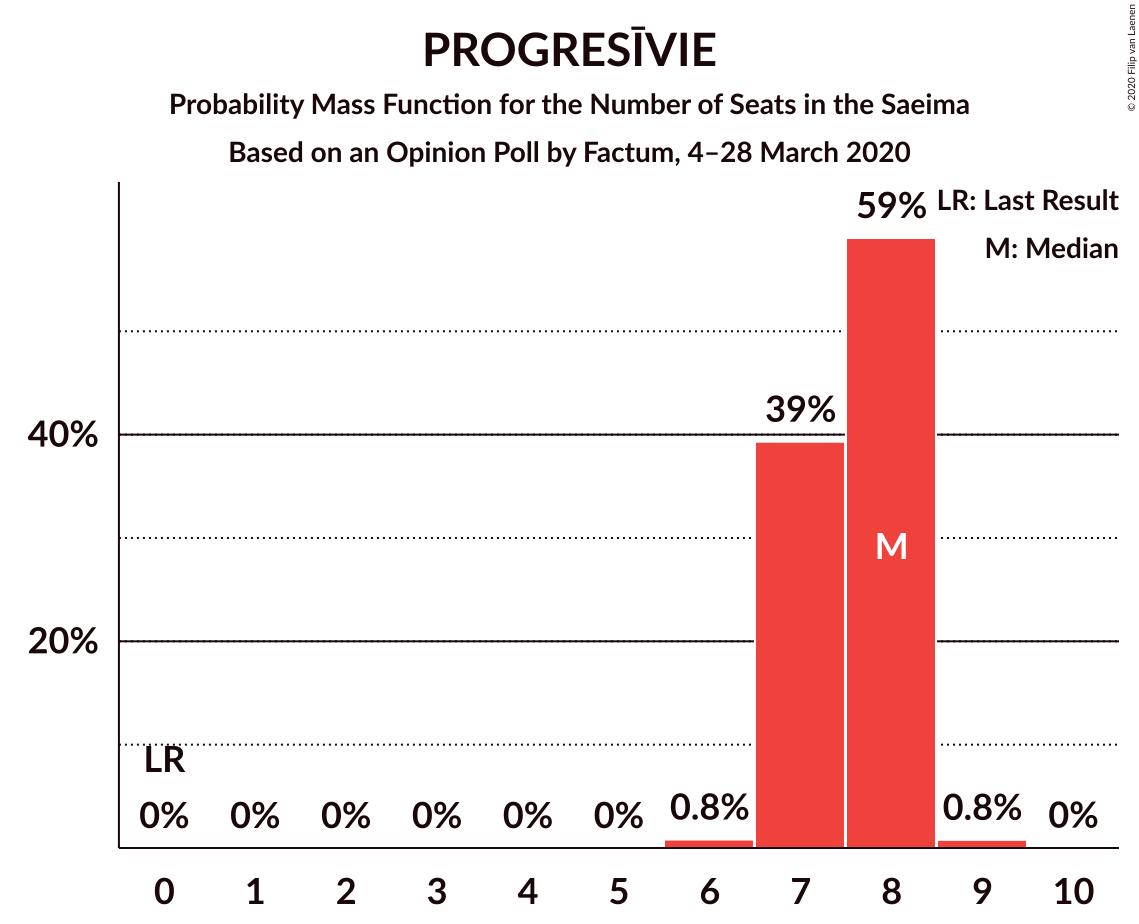 PROGRESĪVIE
Probability Mass Function for the Number of Seats in the Saeima
Based on an Opinion Poll by Factum, 4–28 March 2020
© 2020 Filip van Laenen
LR: Last Result
M: Median
59%
39%
40%
M
20%
LR
0% 0% 0% 0% 0% 0% 0.8% 0.8% 0%
0 1 2 3 4 5 6 7 8 9 10